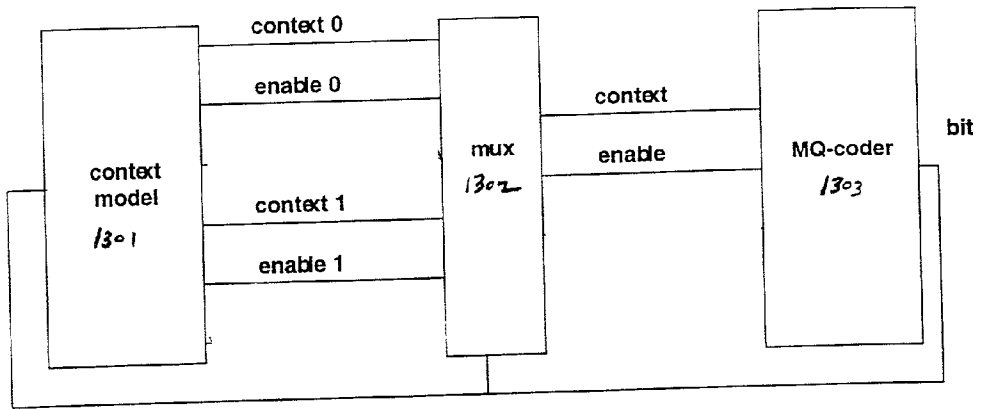 context 0
enable 0
context
model
1301
context 1
enable 1
mux
1302
context
enable
MQ-coder
1303
bit